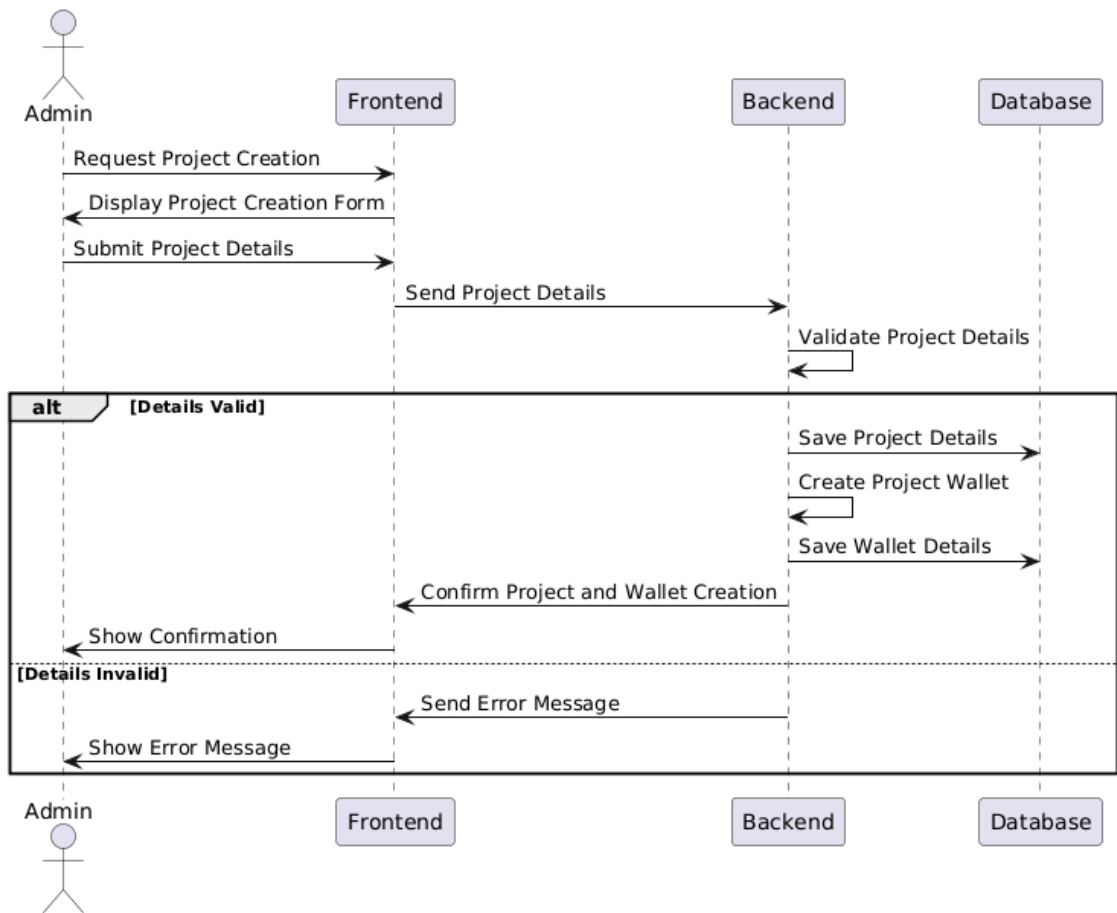 Admin
Frontend
Backend
Database
Request Project Creation
Display Project Creation Form
Submit Project Details
Send Project Details
Validate Project Details
alt [Details Valid]
Save Project Details
Create Project Wallet
Save Wallet Details
Confirm Project and Wallet Creation
Show Confirmation
[Details Invalid]
Send Error Message
Show Error Message
Admin
Frontend
Backend
Database